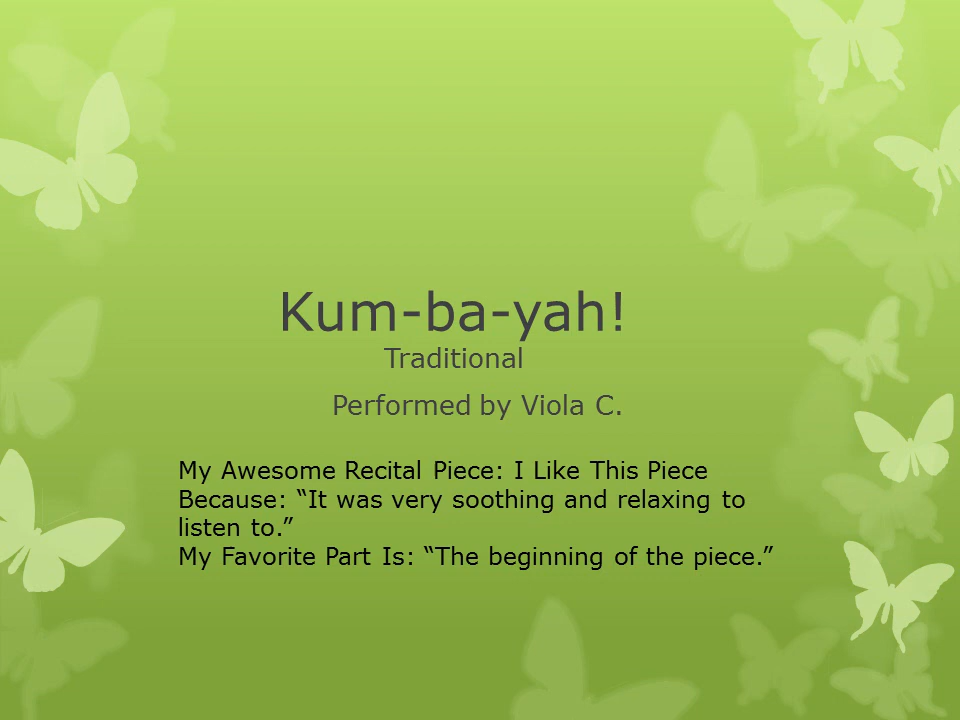 Kum-ba-yah!
Traditional
Performed by Viola C.
My Awesome Recital Piece: I Like This Piece
Because: “It was very soothing and relaxing to
listen to.”
My Favorite Part Is: “The beginning of the piece.”